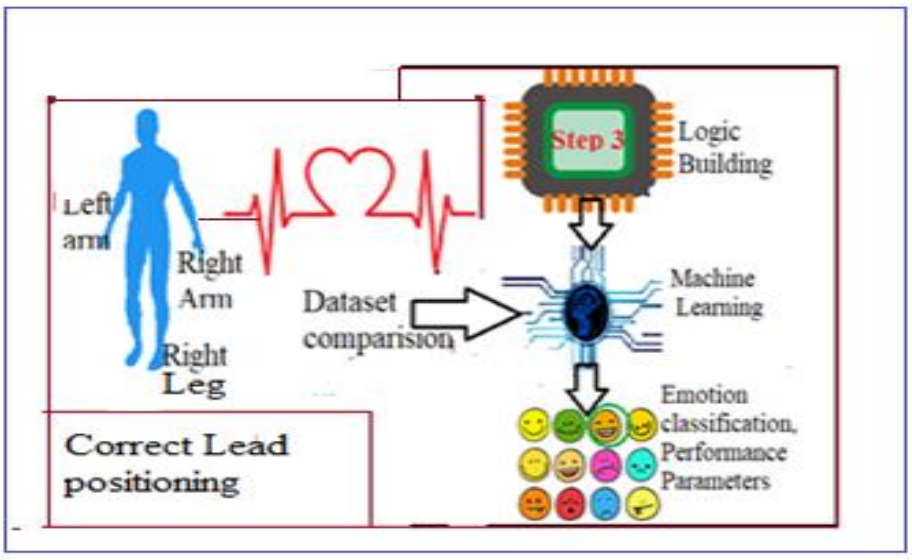 Step 3
Logic
Building
Left
arm
Right
Arm
Right
Leg
Dataset
comparision
Machine
Learning
Emotion
classification,
Performance
Parameters
Correct Lead
positioning